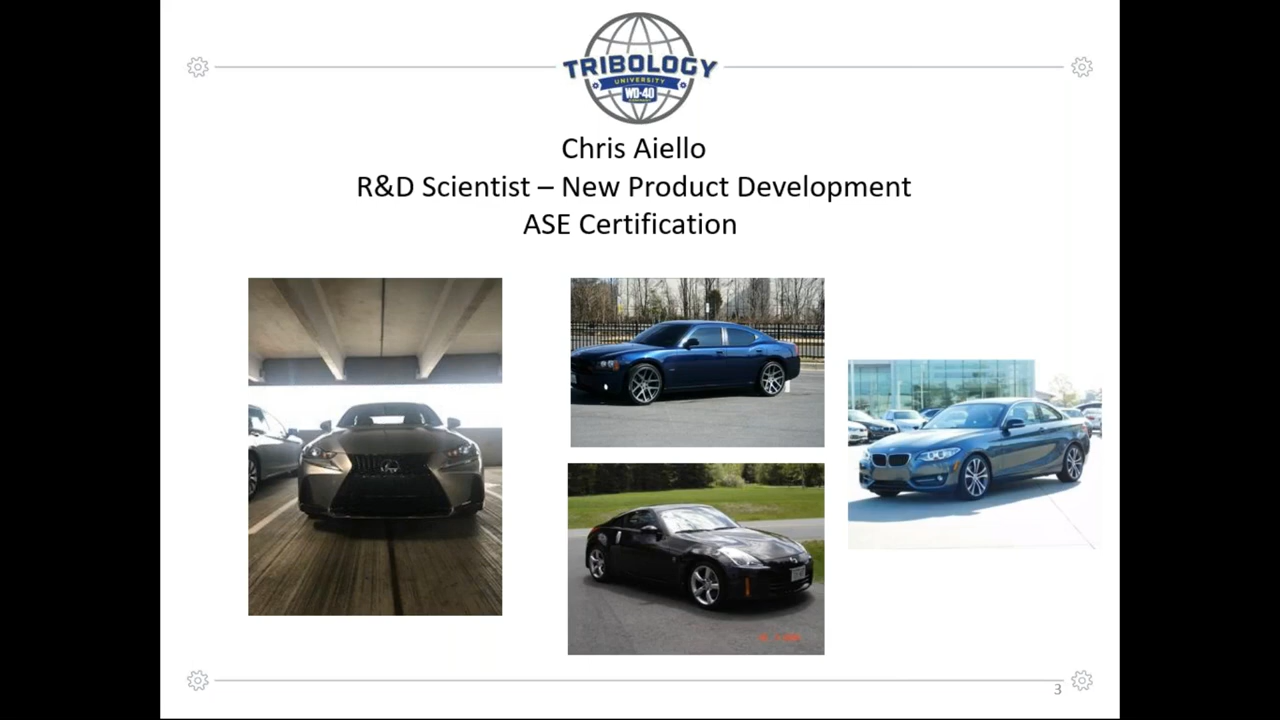 TRIBOLOGY
UNIVERSITY
WD-40
Chris Aiello
R&D Scientist – New Product Development
ASE Certification
3